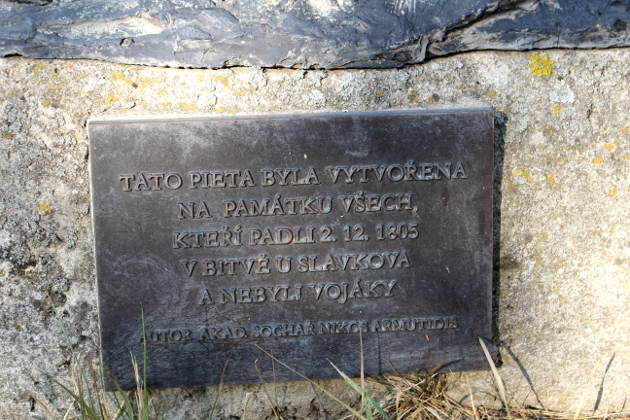 TATO PIETA BYLA VYTVOŘENA
NA PAMÁTKU VŠECH,
KTEŘÍ PADLI 2. 12. 1805
V BITVĚ U SLAVKOVA
A NEBYLI VOJÁKY
AUTOR AKAD. SOCHAŘ NIKOS ARMUTIDIS